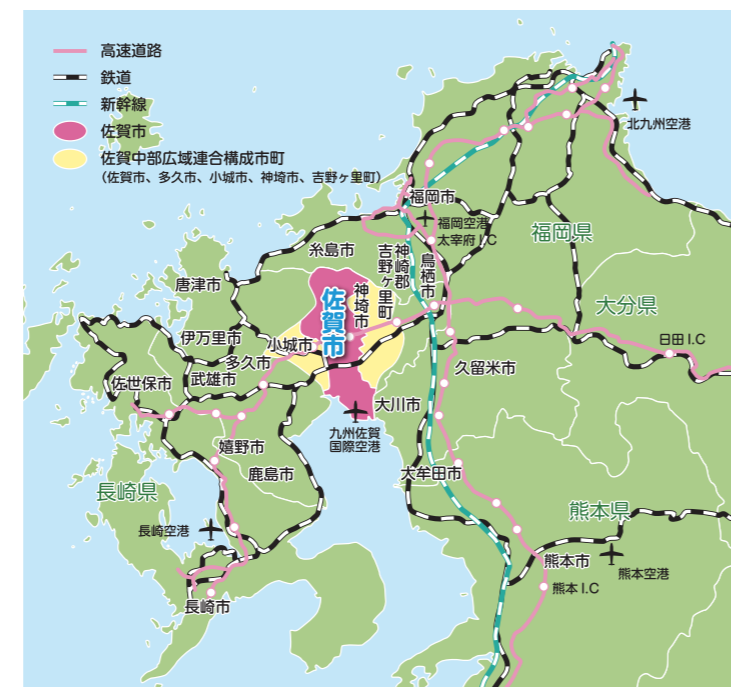 高速道路
鉄道
新幹線
佐賀市
佐賀中部広域連合構成市町
(佐賀市、多久市、小城市、神埼市、吉野ヶ里町)
北九州空港
福岡市
福岡空港
太宰府I.C
福岡県
糸島市
神崎郡
吉野ヶ里町
鳥栖市
唐津市
神埼市
佐賀市
大分県
伊万里市
小城市
日田I.C
多久市
久留米市
佐世保市
武雄市
大川市
九州佐賀
国際空港
嬉野市
鹿島市
大牟田市
長崎県
熊本県
長崎空港
熊本市
熊本空港
熊本I.C
長崎市